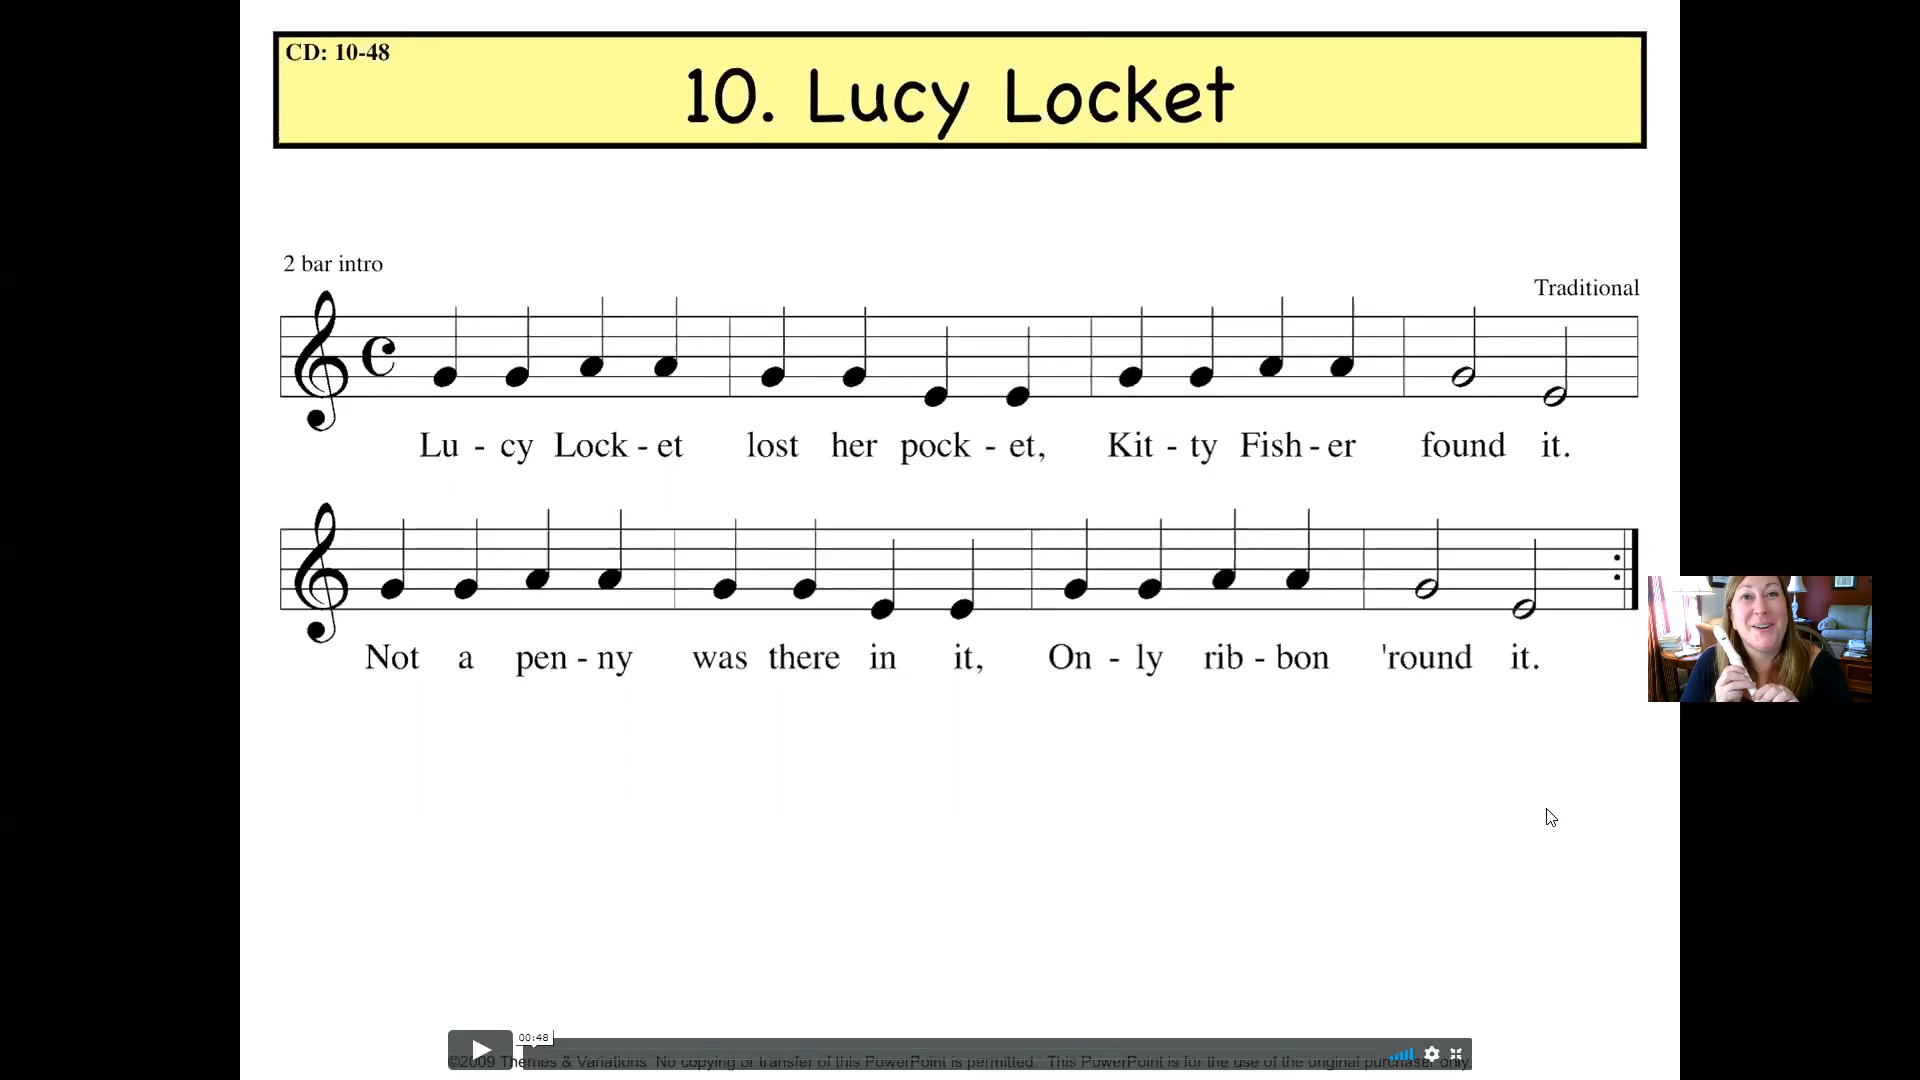 CD: 10-48
10. Lucy Locket
2 bar intro
Traditional
Lu - cy Lock - et lost her pock - et, Kit - ty Fish - er found it.
Not a pen - ny was there in it, On - ly rib - bon 'round it.
00:48
©2009 Themes & Variations No copying or transfer of this PowerPoint is permitted. This PowerPoint is for the use of the original purchaser only.